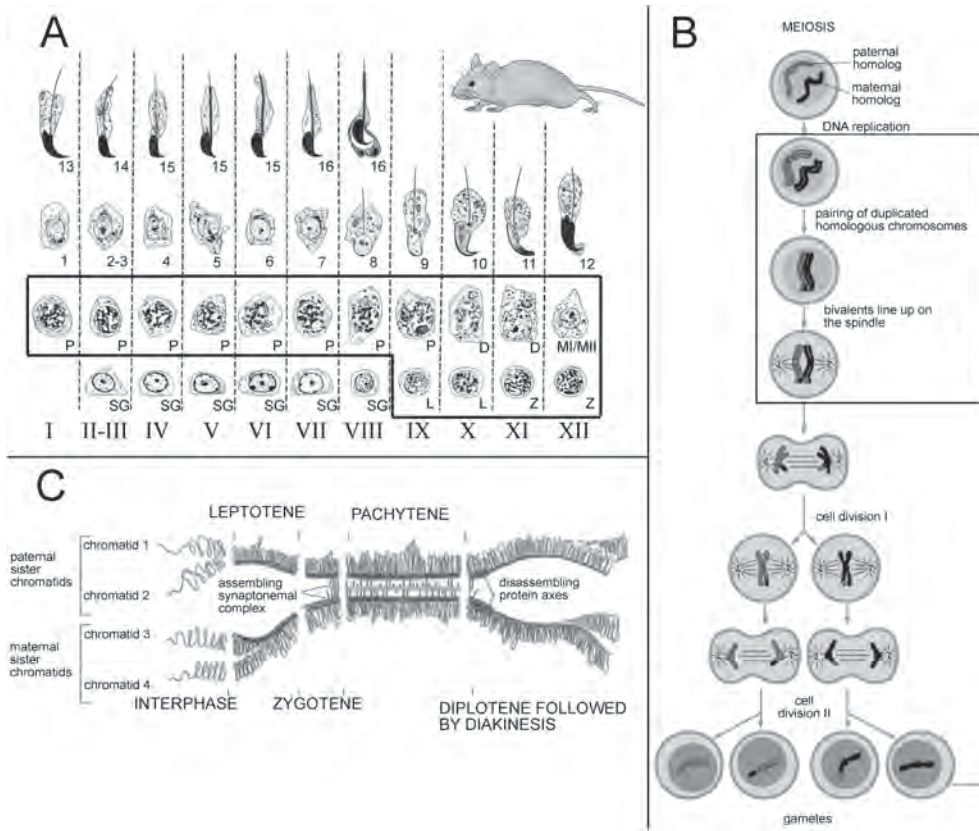 A
13 14 15 15 15 16 16
1 2-3 4 5 6 7 8 9 10 11 12
P P P P P P P P D D MI/MII
SG SG SG SG SG SG L L Z Z
I II-III IV V VI VII VIII IX X XI XII
B
MEIOSIS
paternal
homolog
maternal
homolog
DNA replication
pairing of duplicated
homologous chromosomes
bivalents line up on
the spindle
cell division I
cell
division II
gametes
C
LEPTOTENE PACHYTENE
paternal
sister
chromatids
chromatid 1
chromatid 2
assembling
synaptonemal
complex
disassembling
protein axes
maternal
sister
chromatids
chromatid 3
chromatid 4
INTERPHASE ZYGOTENE
DIPLOTENE FOLLOWED
BY DIAKINESIS